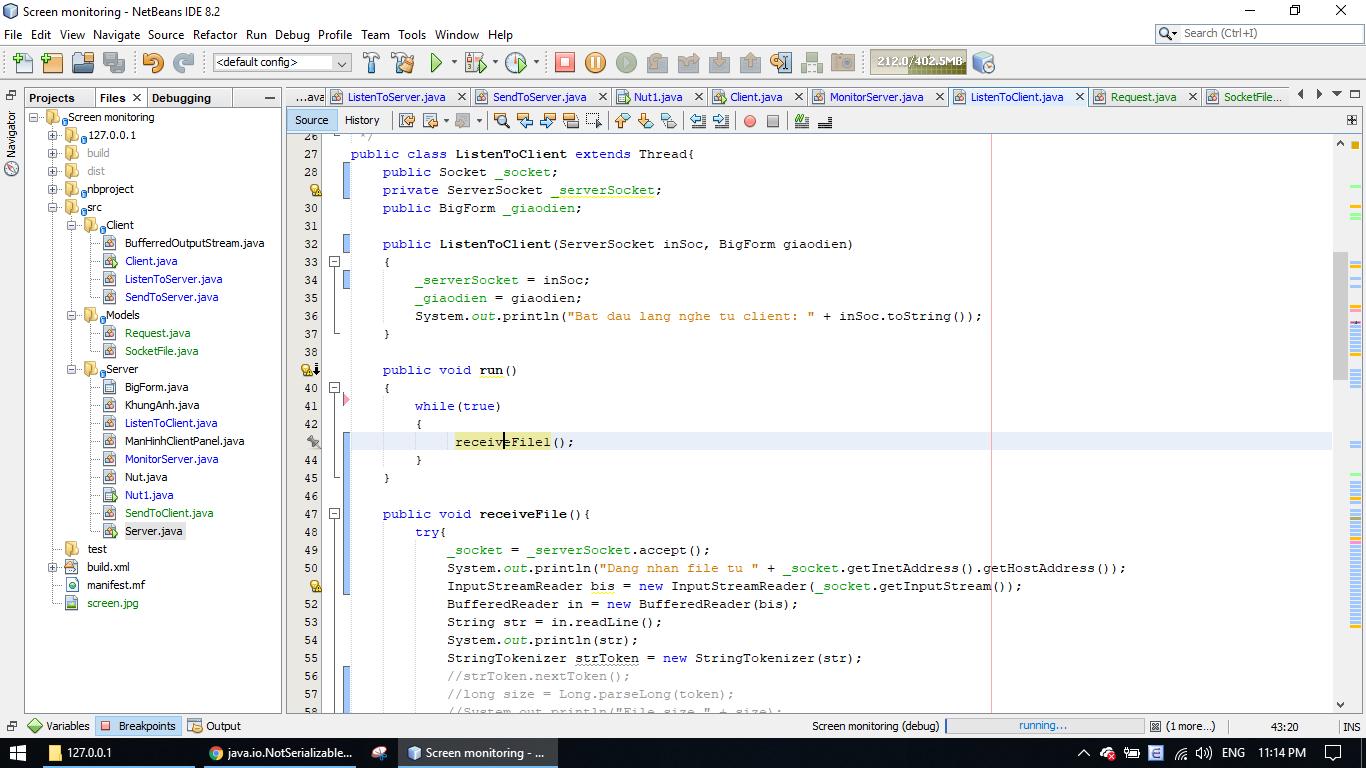 Screen monitoring - NetBeans IDE 8.2
File Edit View Navigate Source Refactor Run Debug Profile Team Tools Window Help
Search (Ctrl+I)
<default config>
212.0/402.5MB
Navigator
Projects Files Debugging
...ava ListenToServer.java SendToServer.java Nut1.java Client.java MonitorServer.java ListenToClient.java Request.java SocketFile...
Source History
Screen monitoring
127.0.0.1
build
dist
nbproject
src
Client
BufferredOutputStream.java
Client.java
ListenToServer.java
SendToServer.java
Models
Request.java
SocketFile.java
Server
BigForm.java
KhungAnh.java
ListenToClient.java
ManHinhClientPanel.java
MonitorServer.java
Nut.java
Nut1.java
SendToClient.java
Server.java
test
build.xml
manifest.mf
screen.jpg
26 */
27 public class ListenToClient extends Thread{
28 public Socket _socket;
private ServerSocket _serverSocket;
30 public BigForm _giaodien;
31
32 public ListenToClient(ServerSocket inSoc, BigForm giaodien)
33 {
34 _serverSocket = inSoc;
35 _giaodien = giaodien;
36 System.out.println("Bat dau lang nghe tu client: " + inSoc.toString());
37 }
38
public void run()
40 {
41 while(true)
42 {
receiveFile1();
44 }
45 }
46
47 public void receiveFile(){
48 try{
49 _socket = _serverSocket.accept();
50 System.out.println("Dang nhan file tu " + _socket.getInetAddress().getHostAddress());
InputStreamReader bis = new InputStreamReader(_socket.getInputStream());
52 BufferedReader in = new BufferedReader(bis);
53 String str = in.readLine();
54 System.out.println(str);
55 StringTokenizer strToken = new StringTokenizer(str);
56 //strToken.nextToken();
57 //long size = Long.parseLong(token);
58 //System.out.println("File size " + size);
Variables Breakpoints Output
Screen monitoring (debug) running... (1 more...) 43:20 INS
127.0.0.1 java.io.NotSerializable... Screen monitoring - ... ENG 11:14 PM